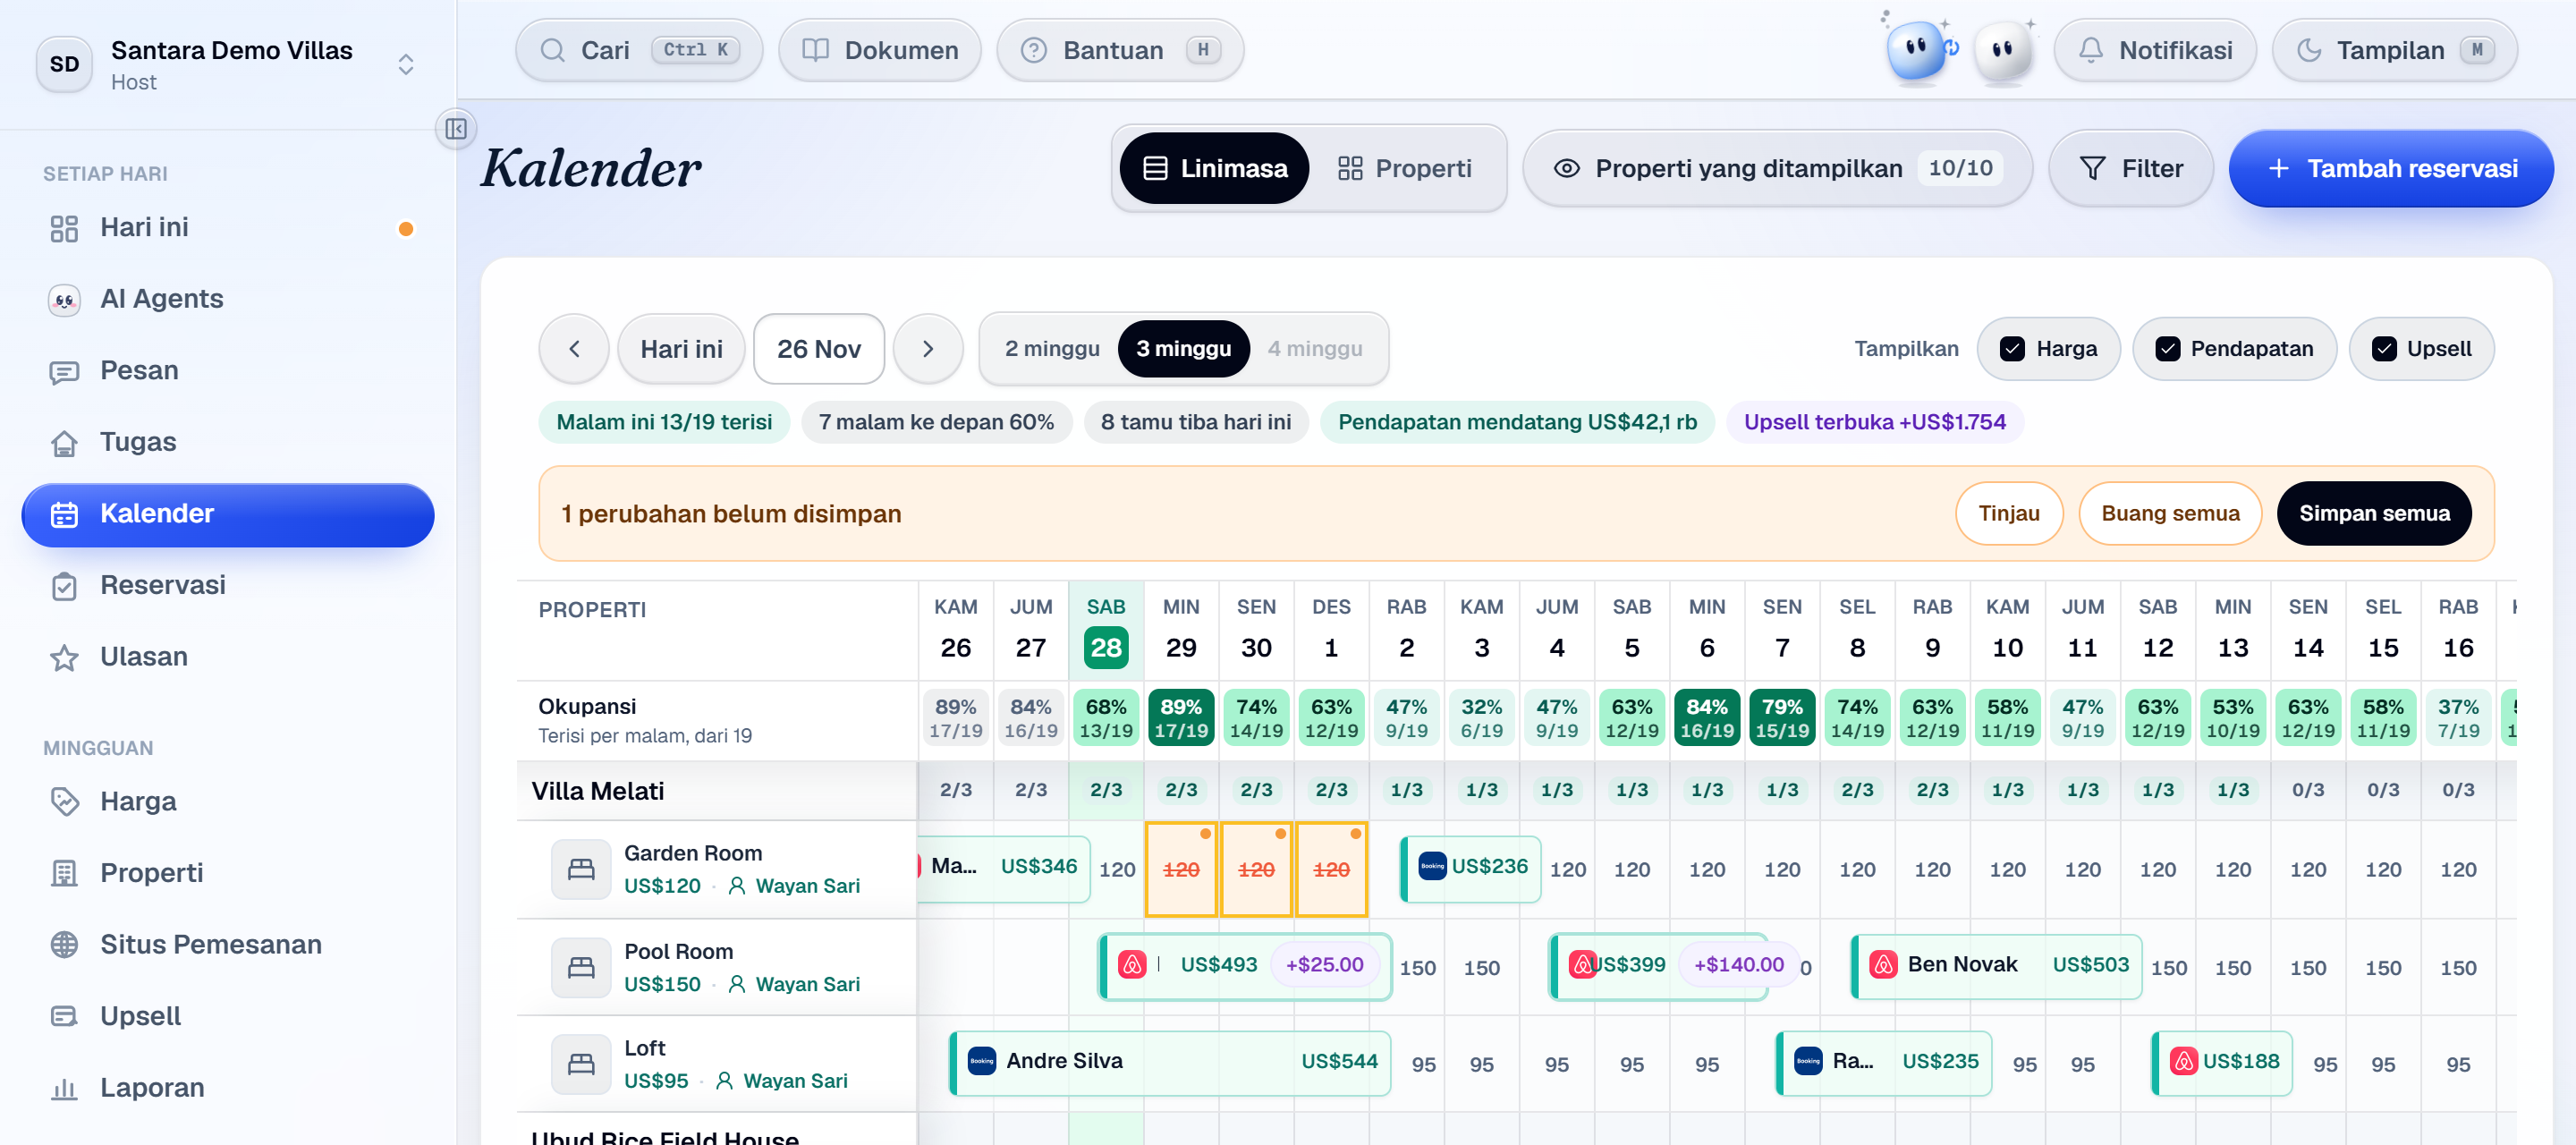 SD
Santara Demo Villas
Host
Cari Ctrl K
Dokumen
Bantuan H
Notifikasi
Tampilan M
SETIAP HARI
Hari ini
AI Agents
Pesan
Tugas
Kalender
Reservasi
Ulasan
MINGGUAN
Harga
Properti
Situs Pemesanan
Upsell
Laporan
Kalender
Linimasa
Properti
Properti yang ditampilkan 10/10
Filter
+ Tambah reservasi
Hari ini
26 Nov
2 minggu
3 minggu
4 minggu
Tampilkan
Harga
Pendapatan
Upsell
Malam ini 13/19 terisi
7 malam ke depan 60%
8 tamu tiba hari ini
Pendapatan mendatang US$42,1 rb
Upsell terbuka +US$1.754
1 perubahan belum disimpan
Tinjau
Buang semua
Simpan semua
PROPERTI
KAM JUM SAB MIN SEN DES RAB KAM JUM SAB MIN SEN SEL RAB KAM JUM SAB MIN SEN SEL RAB
26 27 28 29 30 1 2 3 4 5 6 7 8 9 10 11 12 13 14 15 16
Okupansi
Terisi per malam, dari 19
89% 84% 68% 89% 74% 63% 47% 32% 47% 63% 84% 79% 74% 63% 58% 47% 63% 53% 63% 58% 37%
17/19 16/19 13/19 17/19 14/19 12/19 9/19 6/19 9/19 12/19 16/19 15/19 14/19 12/19 11/19 9/19 12/19 10/19 12/19 11/19 7/19
Villa Melati
2/3 2/3 2/3 2/3 2/3 2/3 1/3 1/3 1/3 1/3 1/3 1/3 2/3 2/3 1/3 1/3 1/3 1/3 0/3 0/3 0/3
Garden Room
US$120 · Wayan Sari
Ma... US$346 120 120 120 120 Booking US$236 120 120 120 120 120 120 120 120 120 120 120 120 120
Pool Room
US$150 · Wayan Sari
US$493 +$25.00 150 150 US$399 +$140.00 0 Ben Novak US$503 150 150 150 150 150
Loft
US$95 · Wayan Sari
Booking Andre Silva US$544 95 95 95 95 95 Booking Ra... US$235 95 95 US$188 95 95 95
Ubud Rice Field House